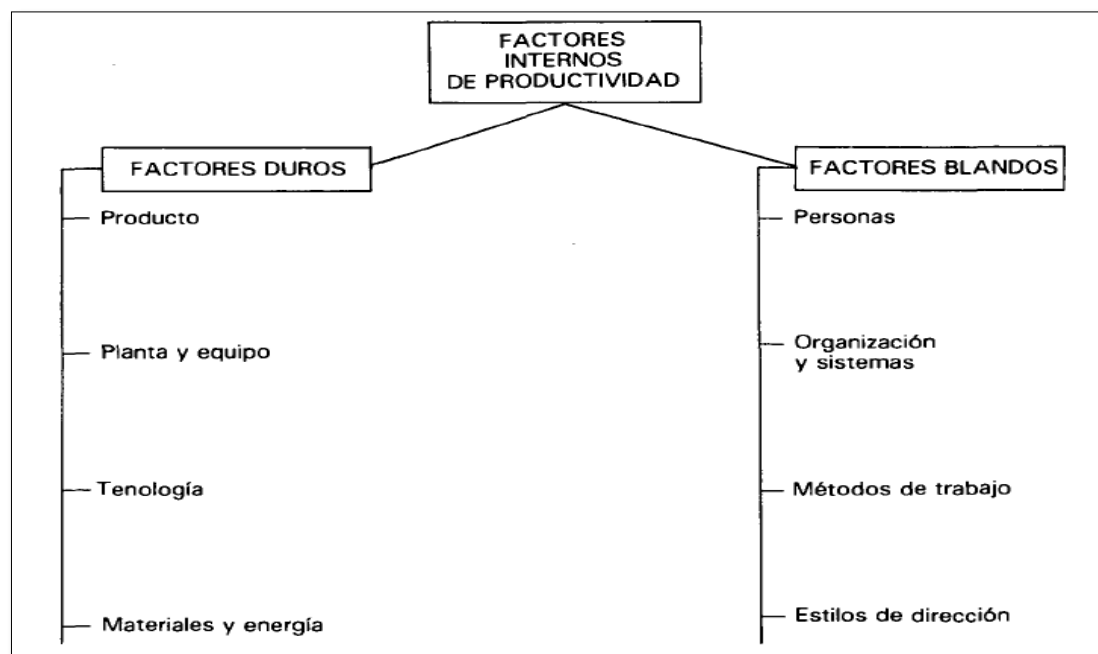 FACTORES
INTERNOS
DE PRODUCTIVIDAD
FACTORES DUROS
Producto
Planta y equipo
Tenología
Materiales y energía
FACTORES BLANDOS
Personas
Organización
y sistemas
Métodos de trabajo
Estilos de dirección